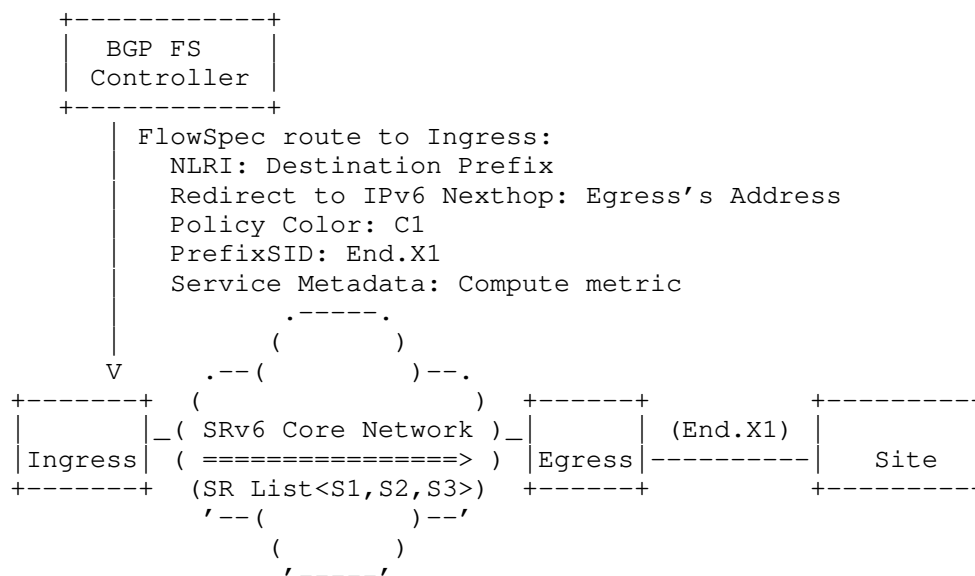 BGP FS
Controller
FlowSpec route to Ingress:
NLRI: Destination Prefix
Redirect to IPv6 Nexthop: Egress's Address
Policy Color: C1
PrefixSID: End.X1
Service Metadata: Compute metric
SRv6 Core Network
(End.X1)
Ingress
Egress
Site
(SR List<S1,S2,S3>)